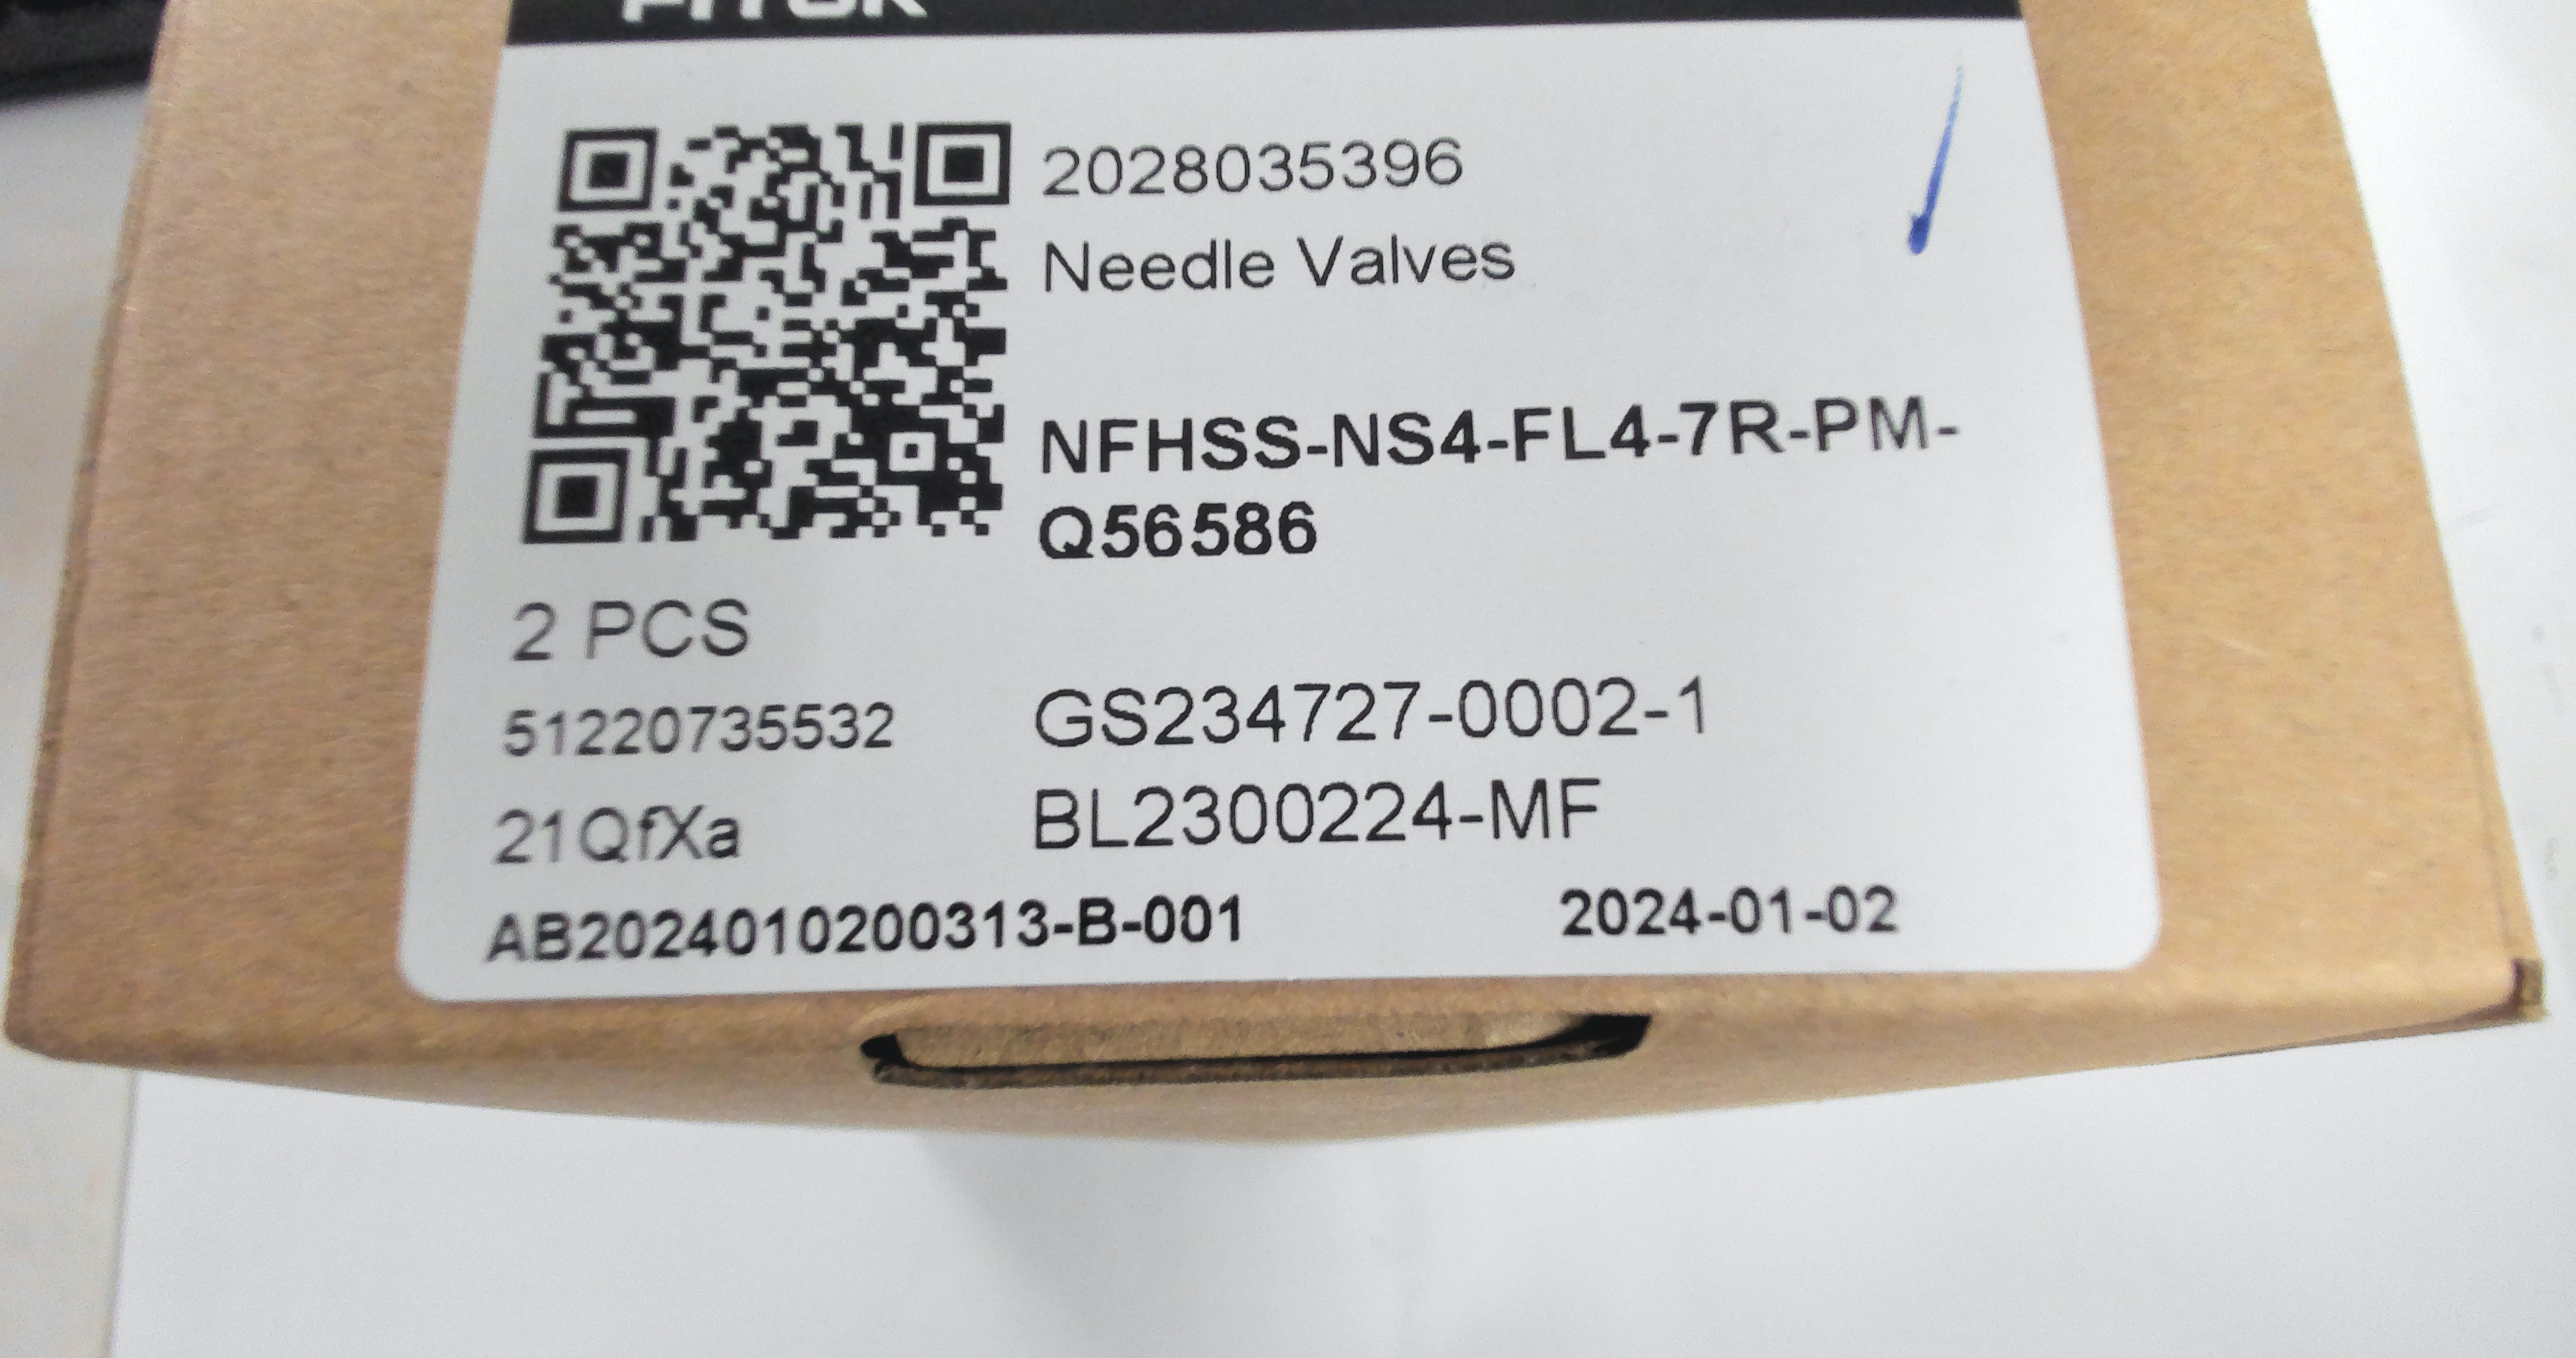 FITOK
2028035396
Needle Valves
NFHSS-NS4-FL4-7R-PM-
Q56586
2 PCS
51220735532 GS234727-0002-1
21QfXa BL2300224-MF
AB2024010200313-B-001 2024-01-02